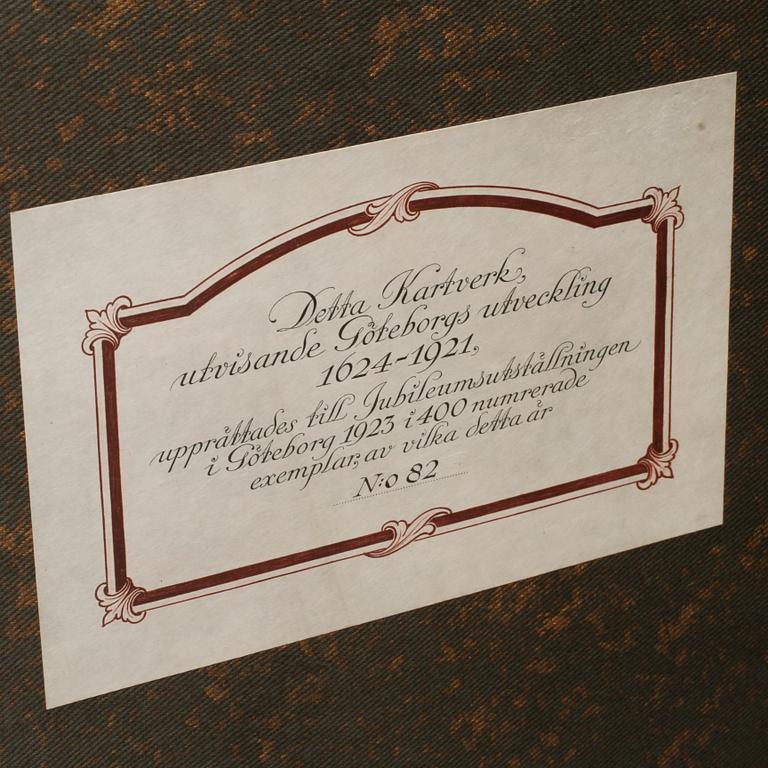 Detta Kartverk,
utvisande Göteborgs utveckling
1624-1921,
upprättades till Jubileumsutställningen
i Göteborg 1923 i 400 numrerade
exemplar, av vilka detta är
N:o 82